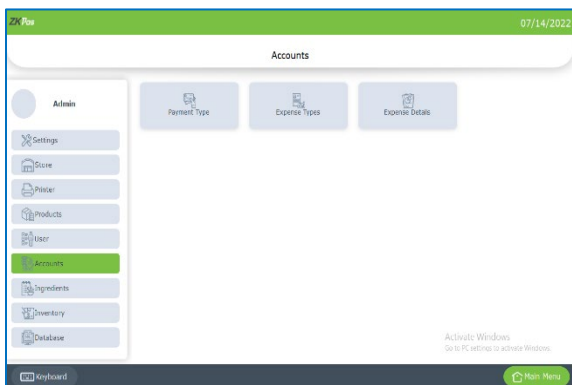 ZKPos
07/14/2022
Accounts
Admin
Payment Type
Expense Types
Expense Details
Settings
Store
Printer
Products
User
Accounts
Ingredients
Inventory
Database
Activate Windows
Go to PC settings to activate Windows.
Keyboard
Main Menu